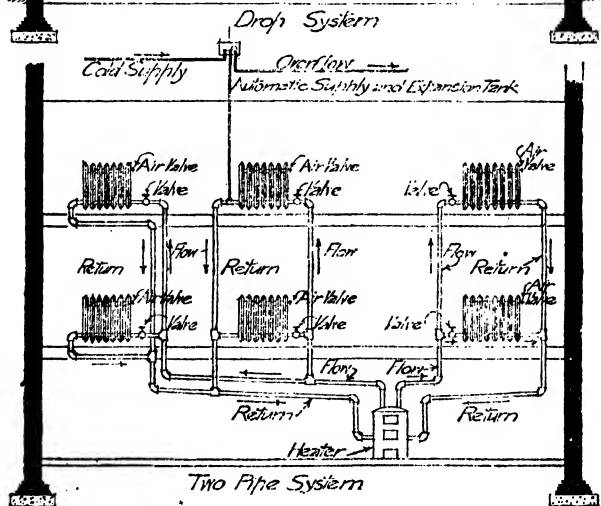 Drop System
Cold Supply
Overflow
Automatic Supply and Expansion Tank
Air Valve
Valve
Air Valve
Valve
Air Valve
Valve
Return
Flow
Return
Flow
Flow
Return
Air Valve
Valve
Air Valve
Valve
Air Valve
Valve
Flow
Flow
Return
Return
Heater
Two Pipe System